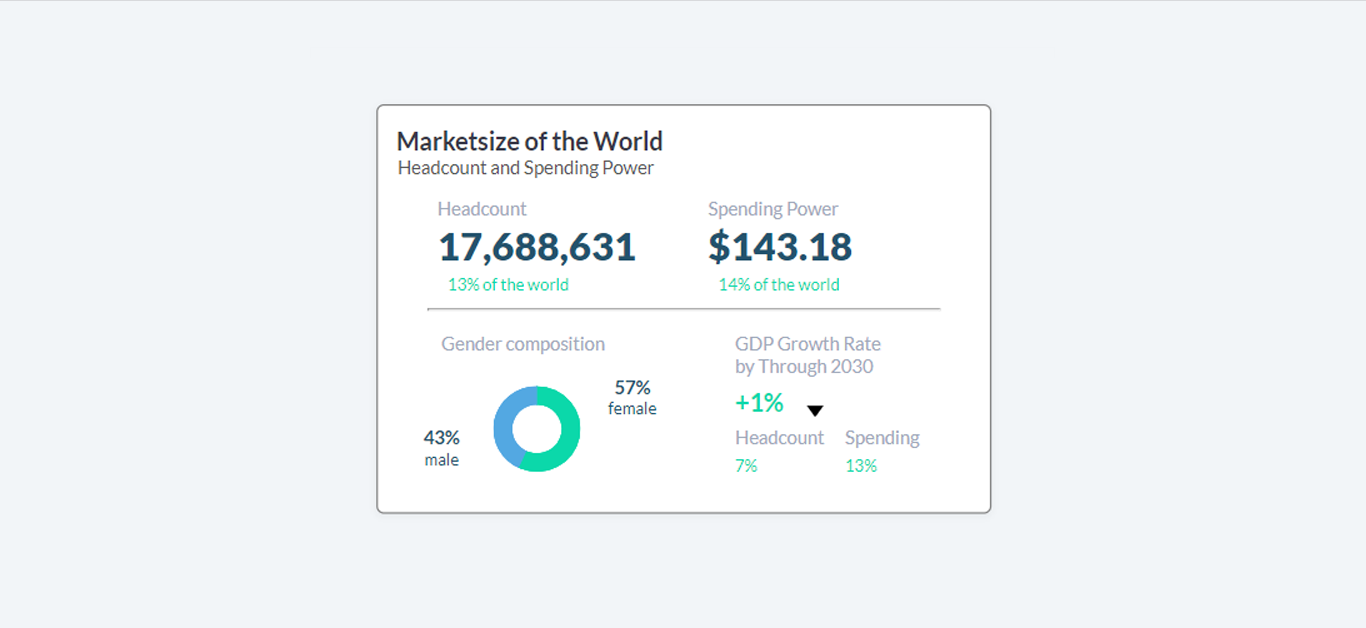 Marketsize of the World
Headcount and Spending Power
Headcount
17,688,631
13% of the world
Spending Power
$143.18
14% of the world
Gender composition
57%
female
43%
male
GDP Growth Rate
by Through 2030
+1%
Headcount Spending
7% 13%